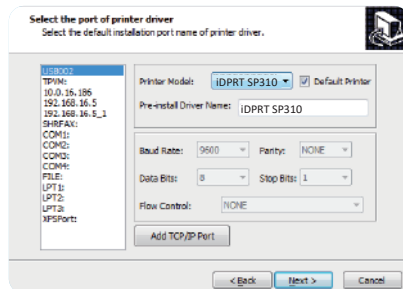 Select the port of printer driver
Select the default installation port name of printer driver.
USB002
TPVM:
10.0.16.186
192.168.16.5
192.168.16.5_1
SHRFAX:
COM1:
COM2:
COM3:
COM4:
FILE:
LPT1:
LPT2:
LPT3:
XPSPort:
Printer Model: iDPRT SP310 Default Printer
Pre-install Driver Name: iDPRT SP310
Baud Rate: 9600 Parity: NONE
Data Bits: 8 Stop Bits: 1
Flow Control: NONE
Add TCP/IP Port
< Back Next > Cancel